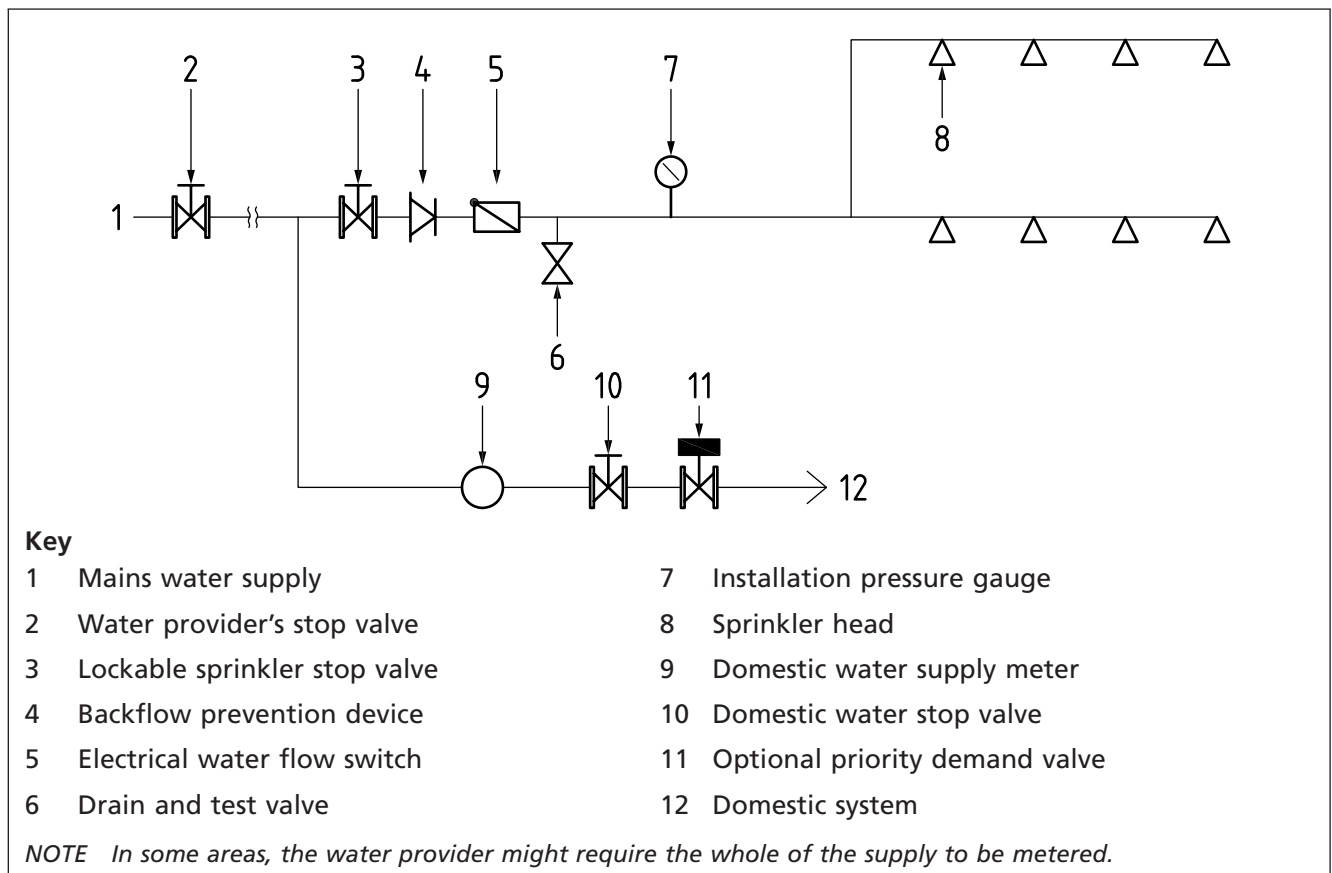 2 3 4 5 7
8
1
6
9 10 11
12
Key
1 Mains water supply
2 Water provider's stop valve
3 Lockable sprinkler stop valve
4 Backflow prevention device
5 Electrical water flow switch
6 Drain and test valve
7 Installation pressure gauge
8 Sprinkler head
9 Domestic water supply meter
10 Domestic water stop valve
11 Optional priority demand valve
12 Domestic system
NOTE In some areas, the water provider might require the whole of the supply to be metered.